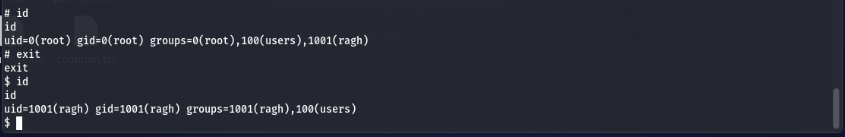 # id
id
uid=0(root) gid=0(root) groups=0(root),100(users),1001(ragh)
# exit
exit
$ id
id
uid=1001(ragh) gid=1001(ragh) groups=1001(ragh),100(users)
$